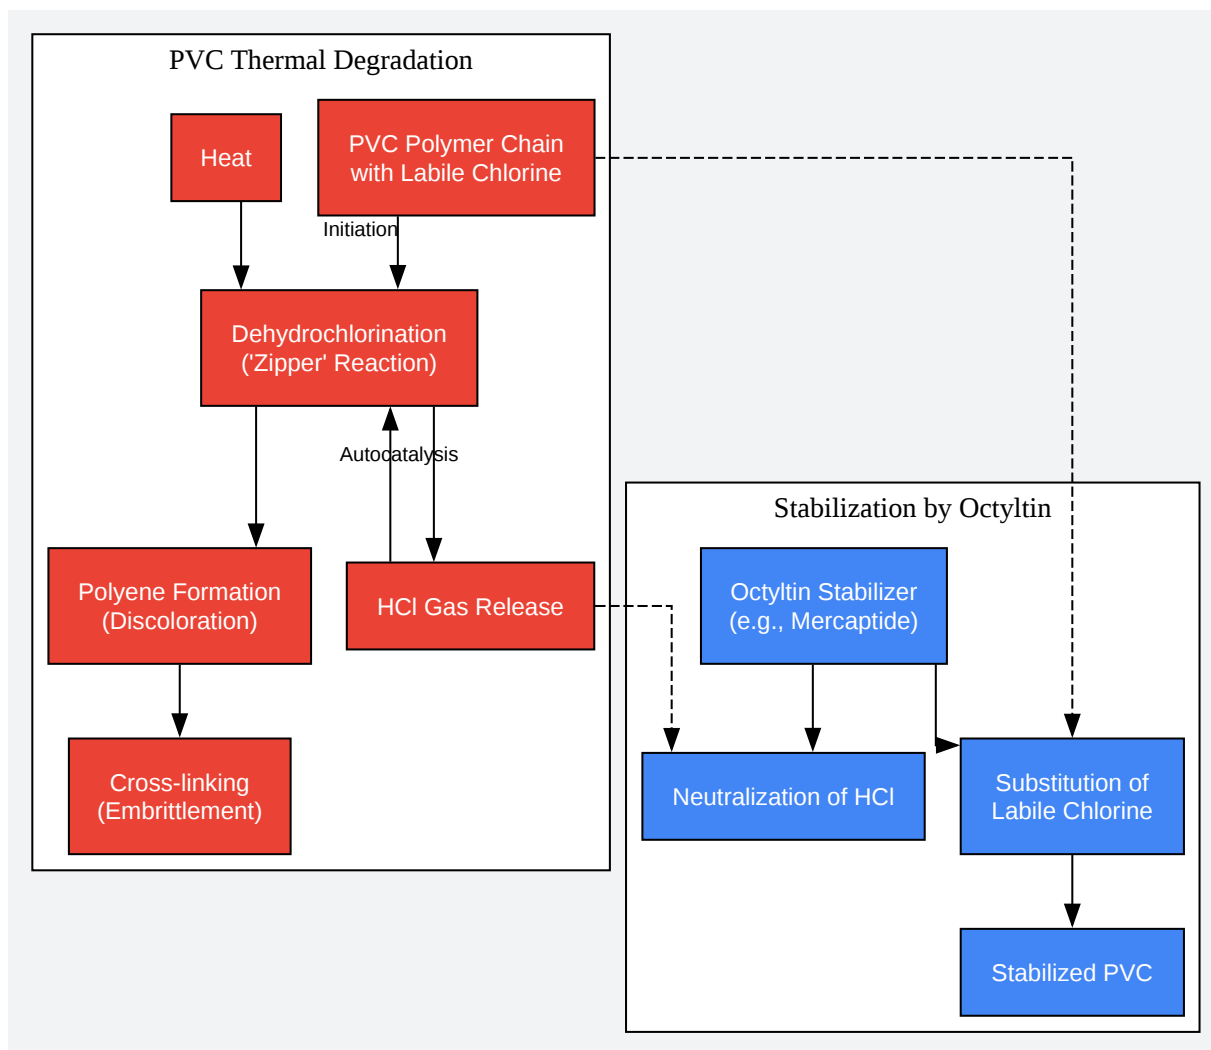 PVC Thermal Degradation
Heat
PVC Polymer Chain
with Labile Chlorine
Initiation
Dehydrochlorination
('Zipper' Reaction)
Autocatalysis
Polyene Formation
(Discoloration)
HCl Gas Release
Cross-linking
(Embrittlement)
Stabilization by Octyltin
Octyltin Stabilizer
(e.g., Mercaptide)
Neutralization of HCl
Substitution of
Labile Chlorine
Stabilized PVC